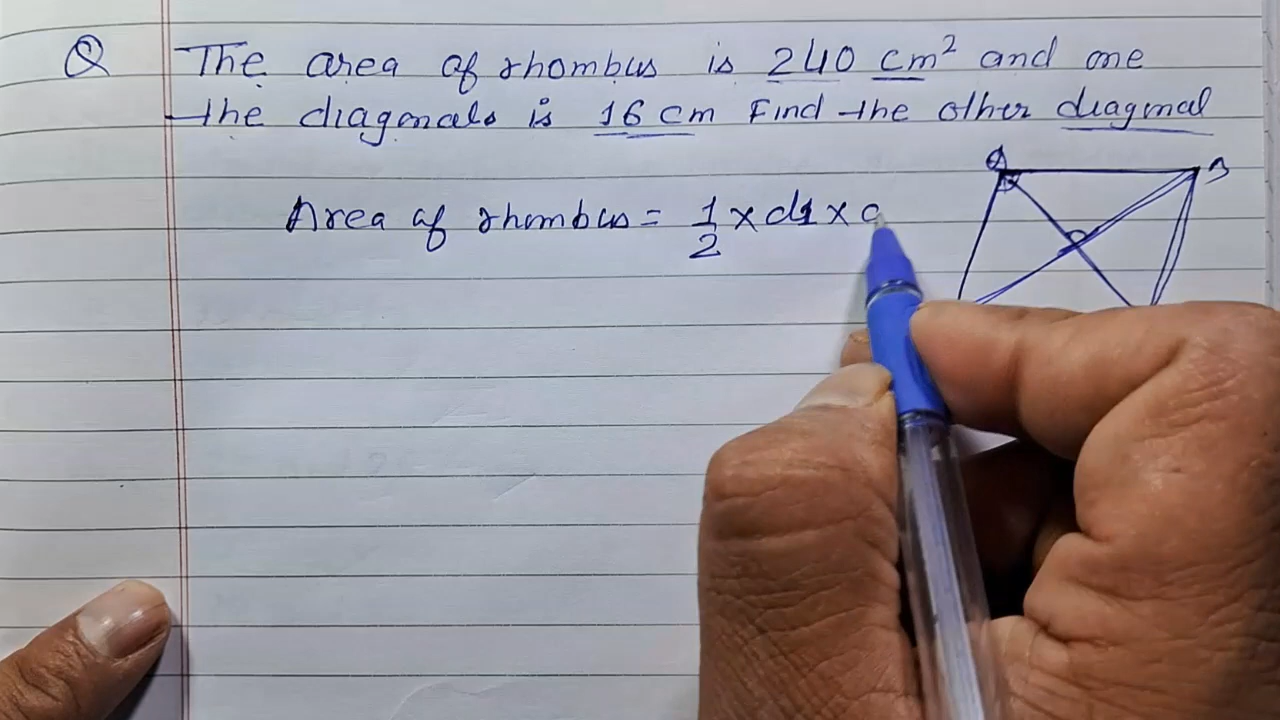 Q The area of rhombus is 240 cm² and one
the diagonals is 16 cm Find the other diagonal
A B
Area of rhombus = 1/2 × d1 ×